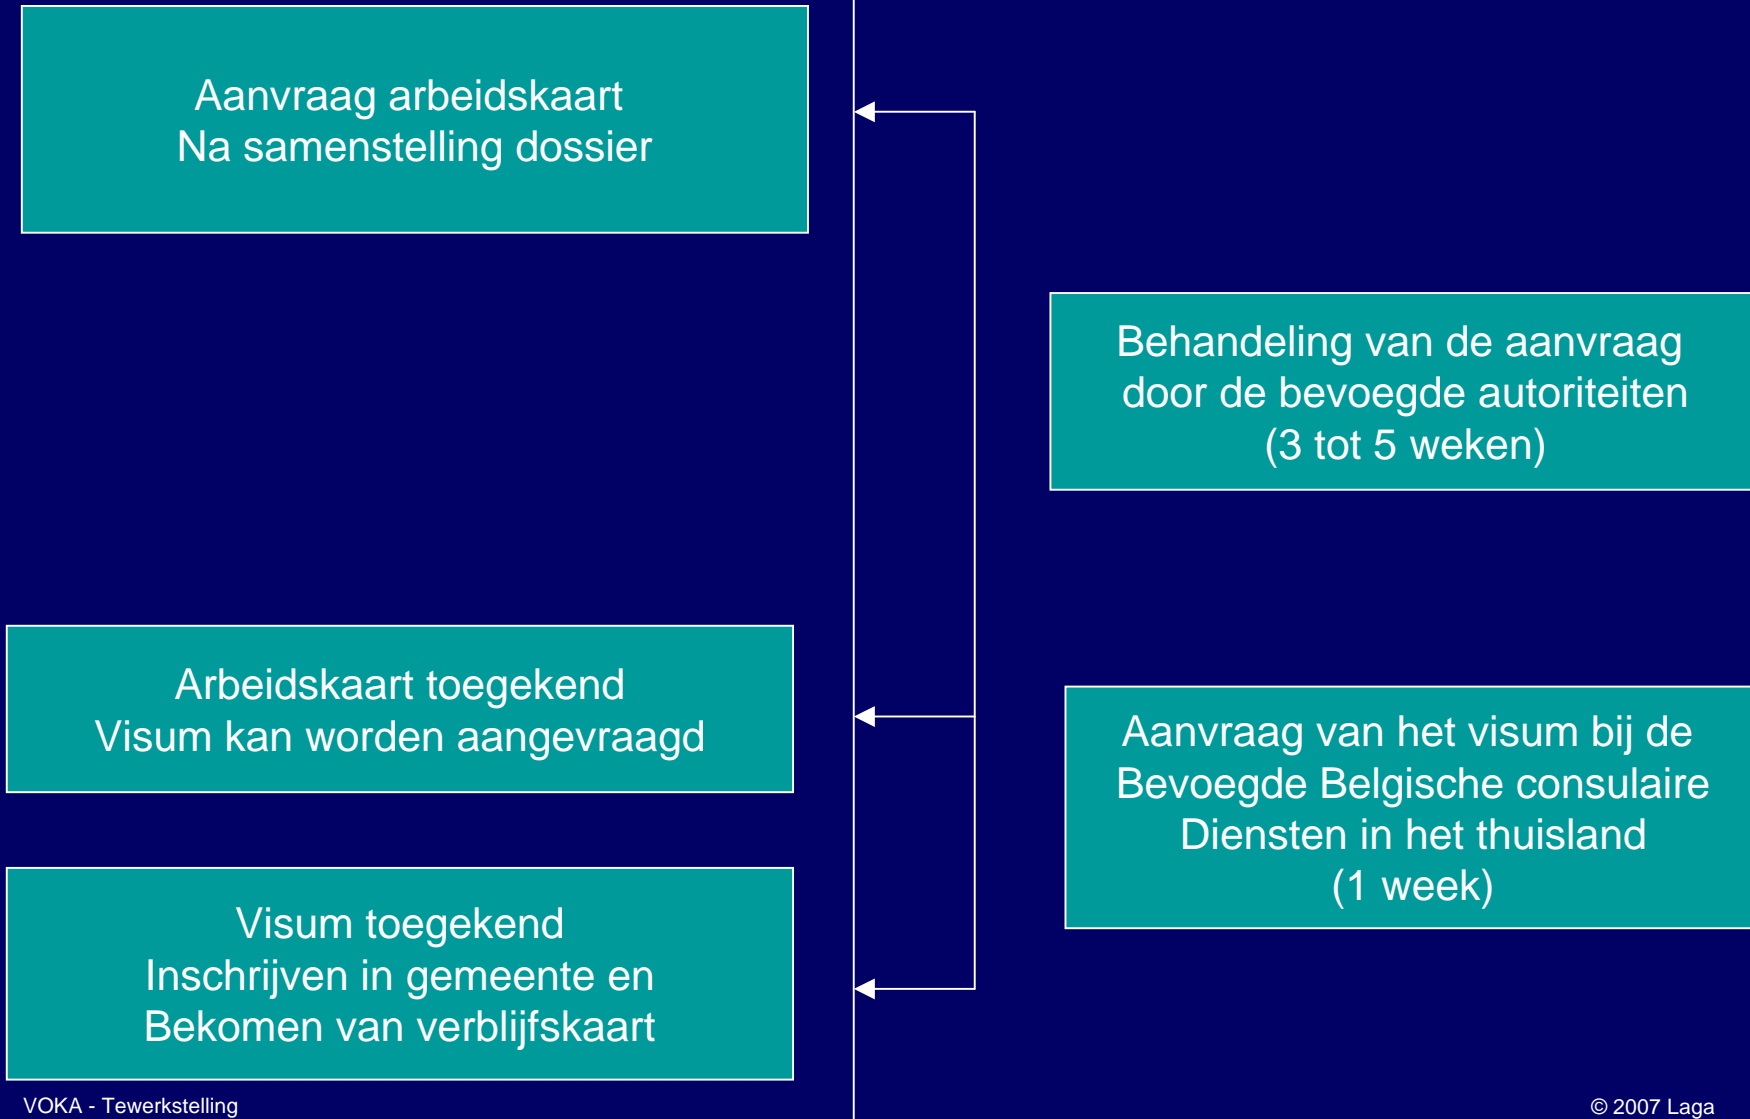 Aanvraag arbeidskaart
Na samenstelling dossier
Behandeling van de aanvraag
door de bevoegde autoriteiten
(3 tot 5 weken)
Arbeidskaart toegekend
Visum kan worden aangevraagd
Aanvraag van het visum bij de
Bevoegde Belgische consulaire
Diensten in het thuisland
(1 week)
Visum toegekend
Inschrijven in gemeente en
Bekomen van verblijfskaart
VOKA - Tewerkstelling
© 2007 Laga